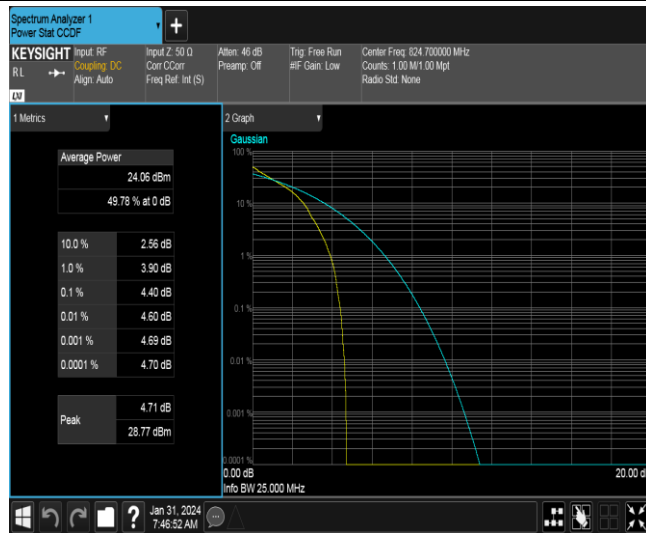 Spectrum Analyzer 1
Power Stat CCDF
KEYSIGHT
RL
LXI
Input: RF
Coupling: DC
Align: Auto
Input Z: 50 Ω
Corr CCorr
Freq Ref: Int (S)
Atten: 46 dB
Preamp: Off
Trig: Free Run
#IF Gain: Low
Center Freq: 824.700000 MHz
Counts: 1.00 M/1.00 Mpt
Radio Std: None
1 Metrics
Average Power
24.06 dBm
49.78 % at 0 dB
10.0 % 2.56 dB
1.0 % 3.90 dB
0.1 % 4.40 dB
0.01 % 4.60 dB
0.001 % 4.69 dB
0.0001 % 4.70 dB
Peak
4.71 dB
28.77 dBm
2 Graph
Gaussian
100 %
10 %
1 %
0.1 %
0.01 %
0.001 %
0.0001 %
0.00 dB
20.00 d
Info BW 25.000 MHz
Jan 31, 2024
7:46:52 AM